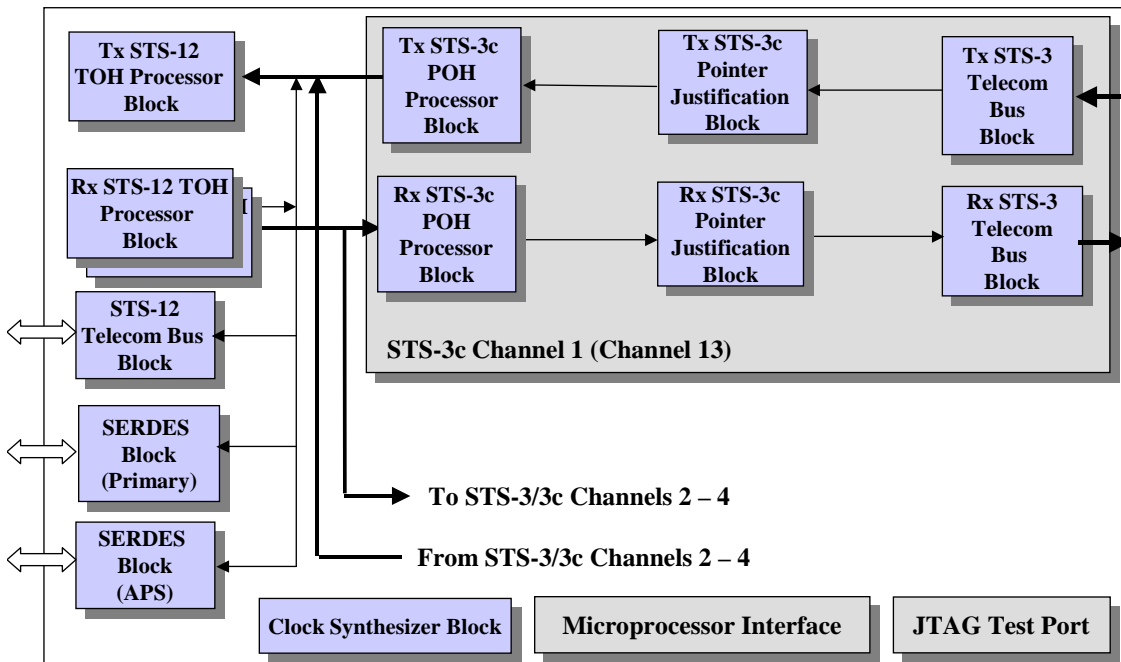 Tx STS-12
TOH Processor
Block
Tx STS-3c
POH
Processor
Block
Tx STS-3c
Pointer
Justification
Block
Tx STS-3
Telecom
Bus
Block
Rx STS-12 TOH
Processor
Block
Rx STS-3c
POH
Processor
Block
Rx STS-3c
Pointer
Justification
Block
Rx STS-3
Telecom
Bus
Block
STS-12
Telecom Bus
Block
STS-3c Channel 1 (Channel 13)
SERDES
Block
(Primary)
To STS-3/3c Channels 2 – 4
SERDES
Block
(APS)
From STS-3/3c Channels 2 – 4
Clock Synthesizer Block
Microprocessor Interface
JTAG Test Port